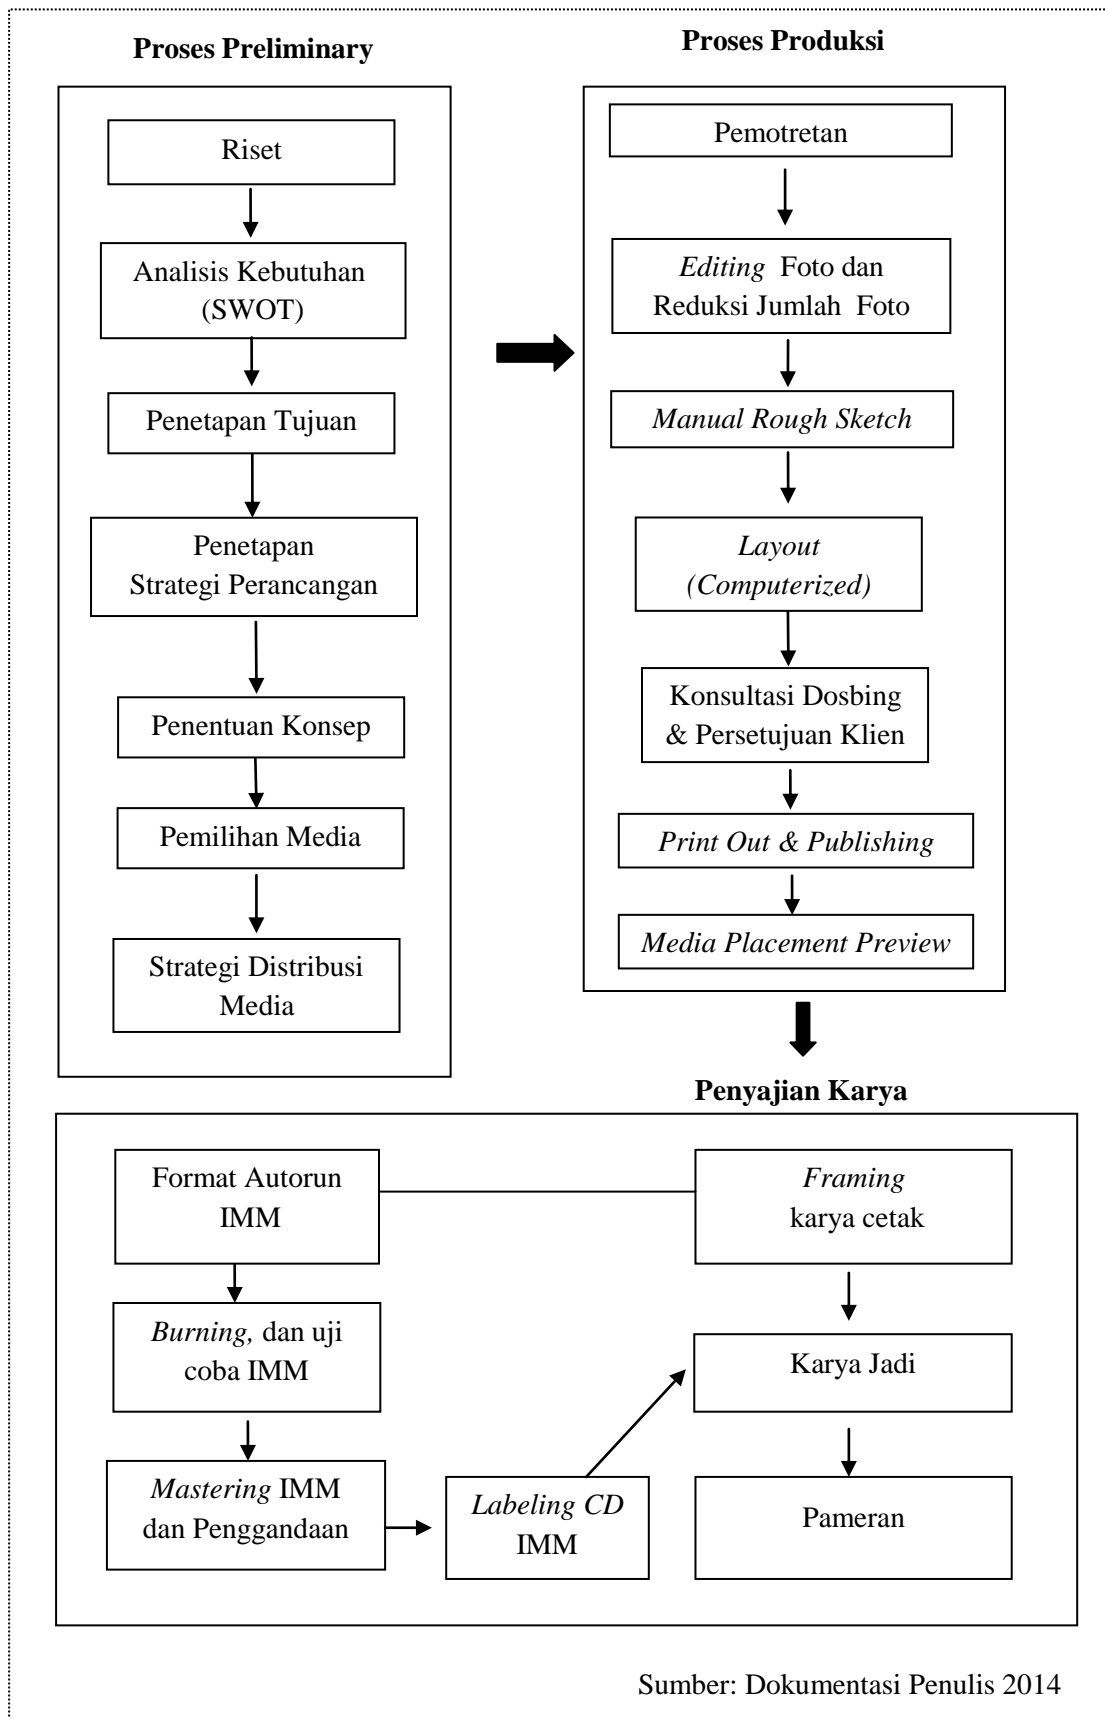 Proses Preliminary
Riset
Analisis Kebutuhan
(SWOT)
Penetapan Tujuan
Penetapan
Strategi Perancangan
Penentuan Konsep
Pemilihan Media
Strategi Distribusi
Media
Proses Produksi
Pemotretan
Editing Foto dan
Reduksi Jumlah Foto
Manual Rough Sketch
Layout
(Computerized)
Konsultasi Dosbing
& Persetujuan Klien
Print Out & Publishing
Media Placement Preview
Penyajian Karya
Format Autorun
IMM
Burning, dan uji
coba IMM
Mastering IMM
dan Penggandaan
Labeling CD
IMM
Framing
karya cetak
Karya Jadi
Pameran
Sumber: Dokumentasi Penulis 2014